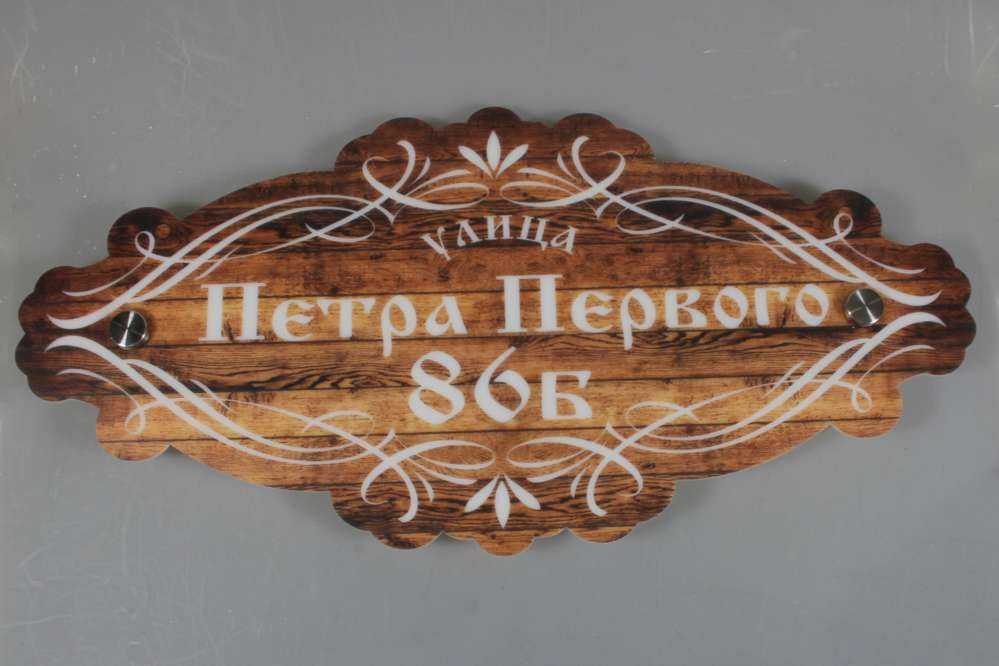 улица
Петра Первого
86Б